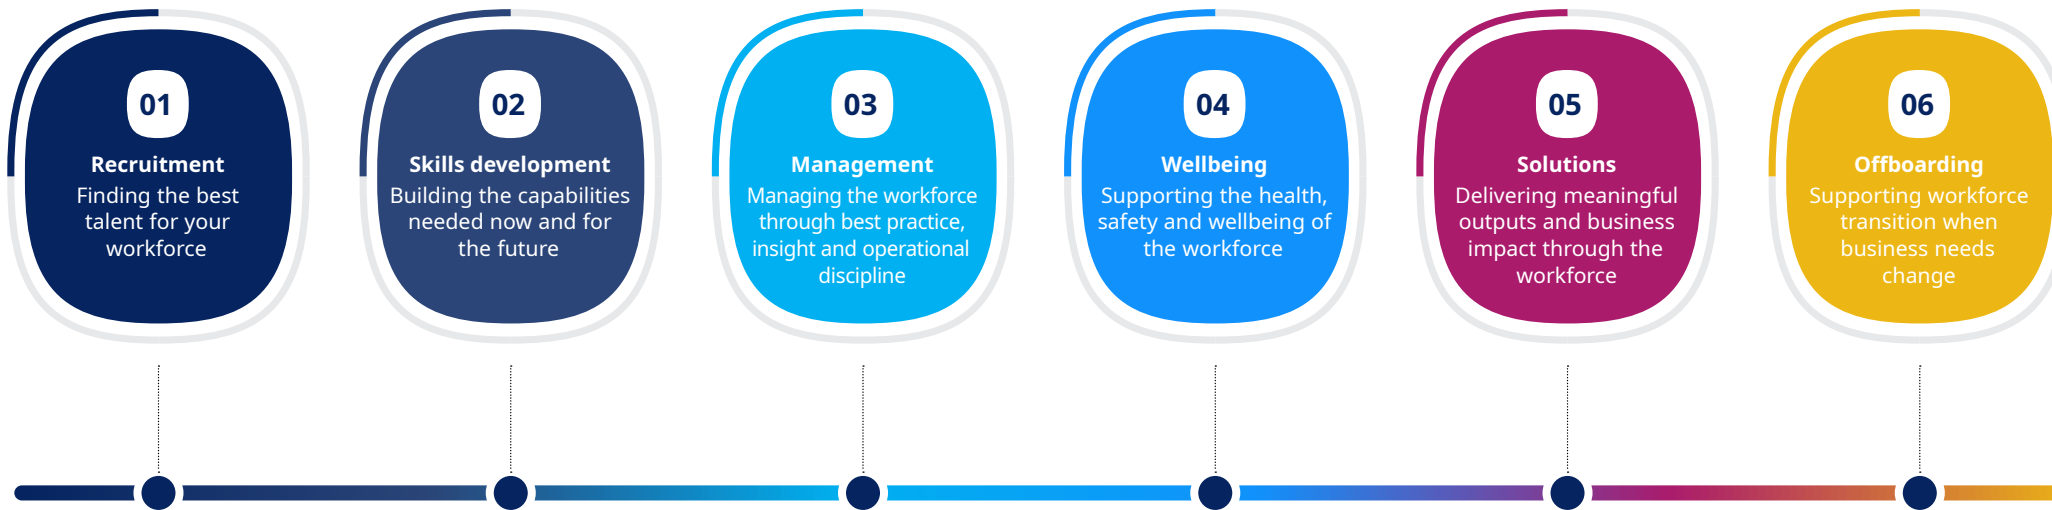 01
Recruitment
Finding the best
talent for your
workforce
02
Skills development
Building the capabilities
needed now and for
the future
03
Management
Managing the workforce
through best practice,
insight and operational
discipline
04
Wellbeing
Supporting the health,
safety and wellbeing of
the workforce
05
Solutions
Delivering meaningful
outputs and business
impact through the
workforce
06
Offboarding
Supporting workforce
transition when
business needs
change